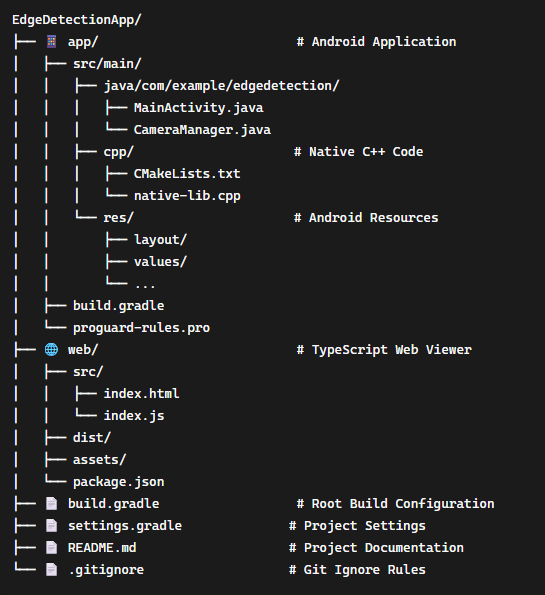 EdgeDetectionApp/
├── 📱 app/                          # Android Application
│   ├── src/main/
│   │   ├── java/com/example/edgedetection/
│   │   │   ├── MainActivity.java
│   │   │   └── CameraManager.java
│   │   ├── cpp/                     # Native C++ Code
│   │   │   ├── CMakeLists.txt
│   │   │   └── native-lib.cpp
│   │   └── res/                     # Android Resources
│   │       ├── layout/
│   │       ├── values/
│   │       └── ...
│   ├── build.gradle
│   └── proguard-rules.pro
├── 🌐 web/                          # TypeScript Web Viewer
│   ├── src/
│   │   ├── index.html
│   │   └── index.js
│   ├── dist/
│   ├── assets/
│   └── package.json
├── 📄 build.gradle                  # Root Build Configuration
├── 📄 settings.gradle              # Project Settings
├── 📄 README.md                    # Project Documentation
└── 📄 .gitignore                   # Git Ignore Rules